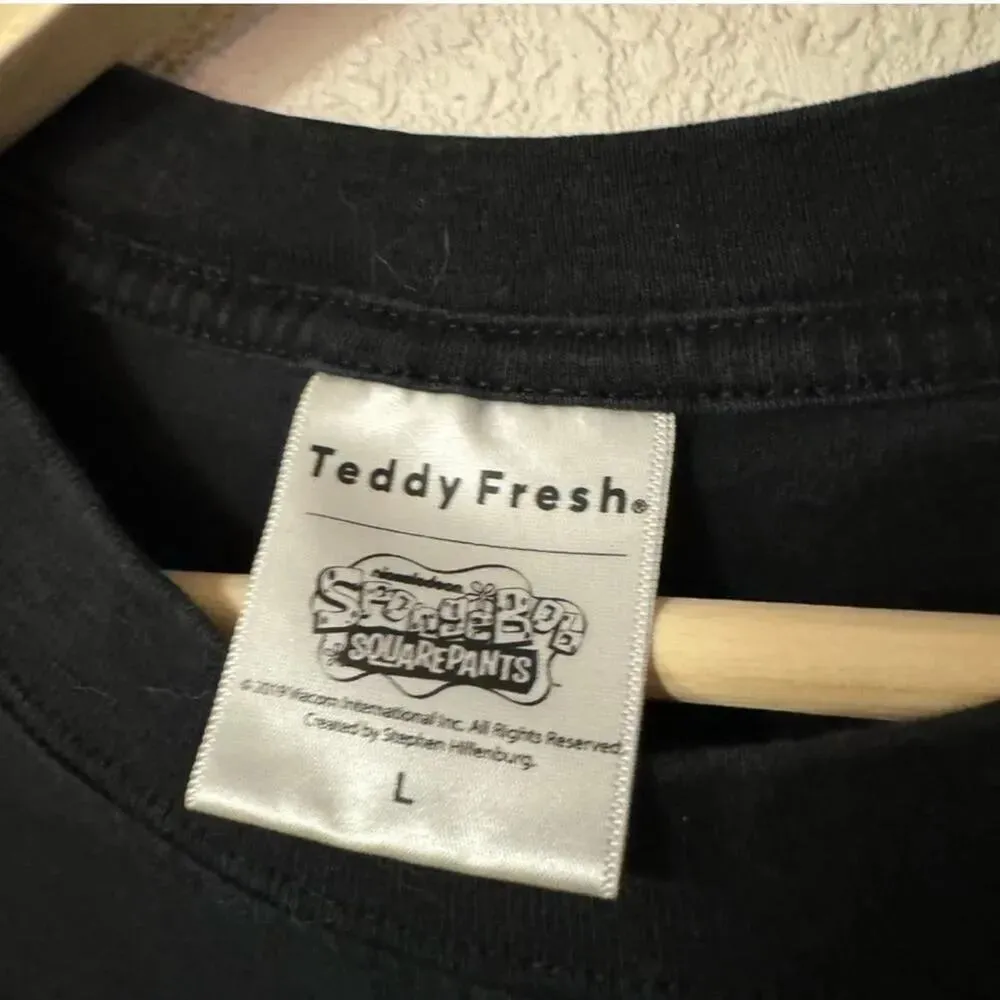 Teddy Fresh®
nickelodeon
SpongeBob
SQUAREPANTS
© 2019 Viacom International Inc. All Rights Reserved.
Created by Stephen Hillenburg.
L